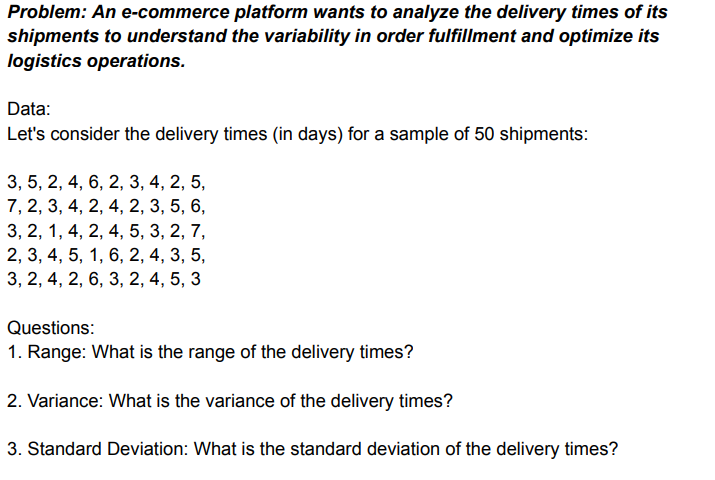 Problem: An e-commerce platform wants to analyze the delivery times of its
shipments to understand the variability in order fulfillment and optimize its
logistics operations.
Data:
Let's consider the delivery times (in days) for a sample of 50 shipments:
3, 5, 2, 4, 6, 2, 3, 4, 2, 5,
7, 2, 3, 4, 2, 4, 2, 3, 5, 6,
3, 2, 1, 4, 2, 4, 5, 3, 2, 7,
2, 3, 4, 5, 1, 6, 2, 4, 3, 5,
3, 2, 4, 2, 6, 3, 2, 4, 5, 3
Questions:
1. Range: What is the range of the delivery times?
2. Variance: What is the variance of the delivery times?
3. Standard Deviation: What is the standard deviation of the delivery times?